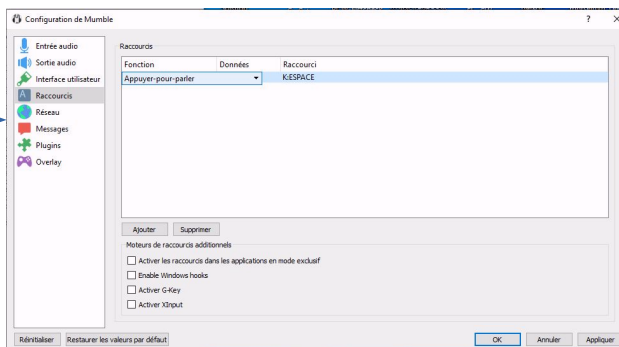 Configuration de Mumble
Entrée audio
Sortie audio
Interface utilisateur
Raccourcis
Réseau
Messages
Plugins
Overlay
Raccourcis
Fonction Données Raccourci
Appuyer-pour-parler K:ESPACE
Ajouter Supprimer
Moteurs de raccourcis additionnels
Activer les raccourcis dans les applications en mode exclusif
Enable Windows hooks
Activer G-Key
Activer XInput
Réinitialiser Restaurer les valeurs par défaut OK Annuler Appliquer